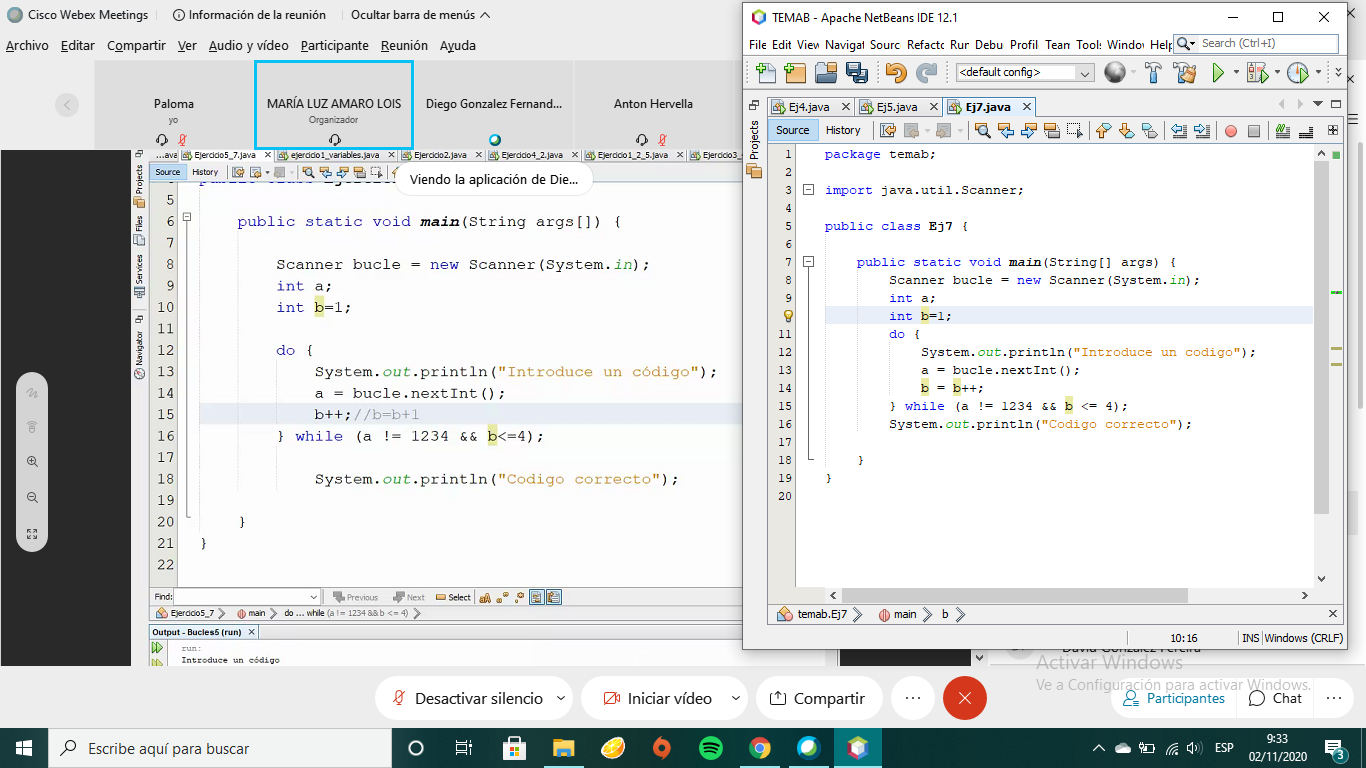 Cisco Webex Meetings
Información de la reunión
Ocultar barra de menús
Archivo Editar Compartir Ver Audio y vídeo Participante Reunión Ayuda
Paloma
yo
MARÍA LUZ AMARO LOIS
Organizador
Diego Gonzalez Fernand...
Anton Hervella
...ava Ejercicio5_7.java ejercicio1_variables.java Ejercicio2.java Ejercicio4_2.java Ejercicio1_2_5.java Ejercicio3_
Source History
Viendo la aplicación de Die...
Projects
Files
Services
Navigator
5
6 public static void main(String args[]) {
7
8 Scanner bucle = new Scanner(System.in);
9 int a;
10 int b=1;
11
12 do {
13 System.out.println("Introduce un código");
14 a = bucle.nextInt();
15 b++;//b=b+1
16 } while (a != 1234 && b<=4);
17
18 System.out.println("Codigo correcto");
19
20 }
21 }
22
Find: Previous Next Select
Ejercicio5_7 main do ... while (a != 1234 && b <= 4)
Output - Bucles5 (run)
run:
Introduce un código
TEMAB - Apache NetBeans IDE 12.1
File Edit View Navigat Sourc Refacto Run Debu Profil Tean Tools Windov Help
Search (Ctrl+I)
<default config>
Ej4.java Ej5.java Ej7.java
Projects
Source History
1 package temab;
2
3 import java.util.Scanner;
4
5 public class Ej7 {
6
7 public static void main(String[] args) {
8 Scanner bucle = new Scanner(System.in);
9 int a;
int b=1;
11 do {
12 System.out.println("Introduce un codigo");
13 a = bucle.nextInt();
14 b = b++;
15 } while (a != 1234 && b <= 4);
16 System.out.println("Codigo correcto");
17
18 }
19 }
20
temab.Ej7 main b
10:16 INS Windows (CRLF)
David Gonzalez Pereira
Activar Windows
Ve a Configuración para activar Windows.
Desactivar silencio
Iniciar vídeo
Compartir
Participantes
Chat
Escribe aquí para buscar
ESP
9:33
02/11/2020
3